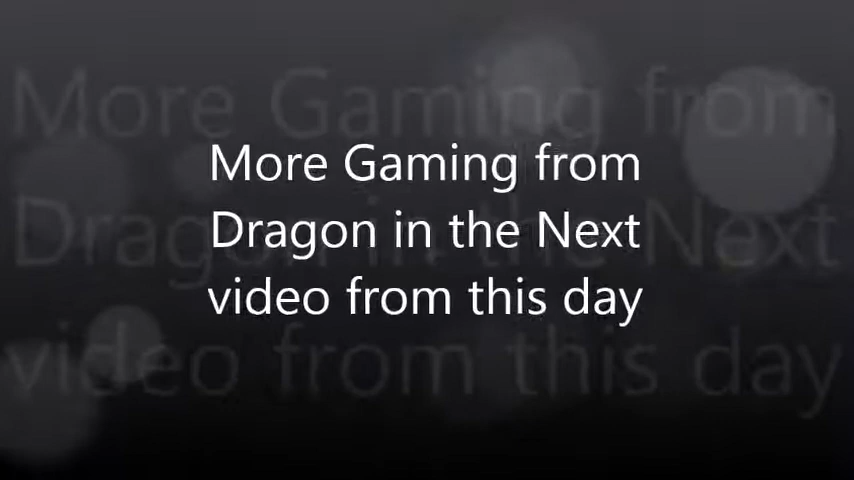 More Gaming from
Dragon in the Next
video from this day